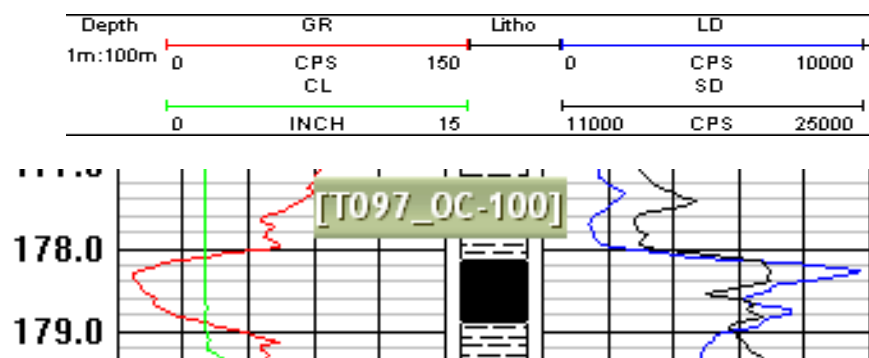 Depth GR Litho LD
1m:100m 0 CPS 150 0 CPS 10000
CL SD
0 INCH 15 11000 CPS 25000
[T097_OC-100]
178.0
179.0